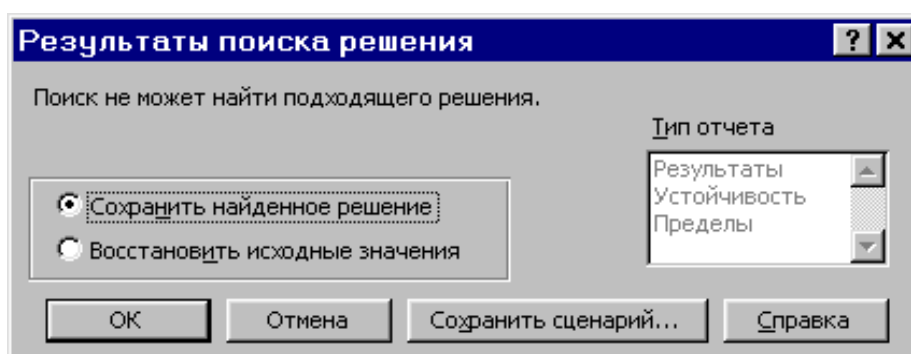 Результаты поиска решения
Поиск не может найти подходящего решения.
Тип отчета
Результаты
Устойчивость
Пределы
Сохранить найденное решение
Восстановить исходные значения
ОК
Отмена
Сохранить сценарий...
Справка